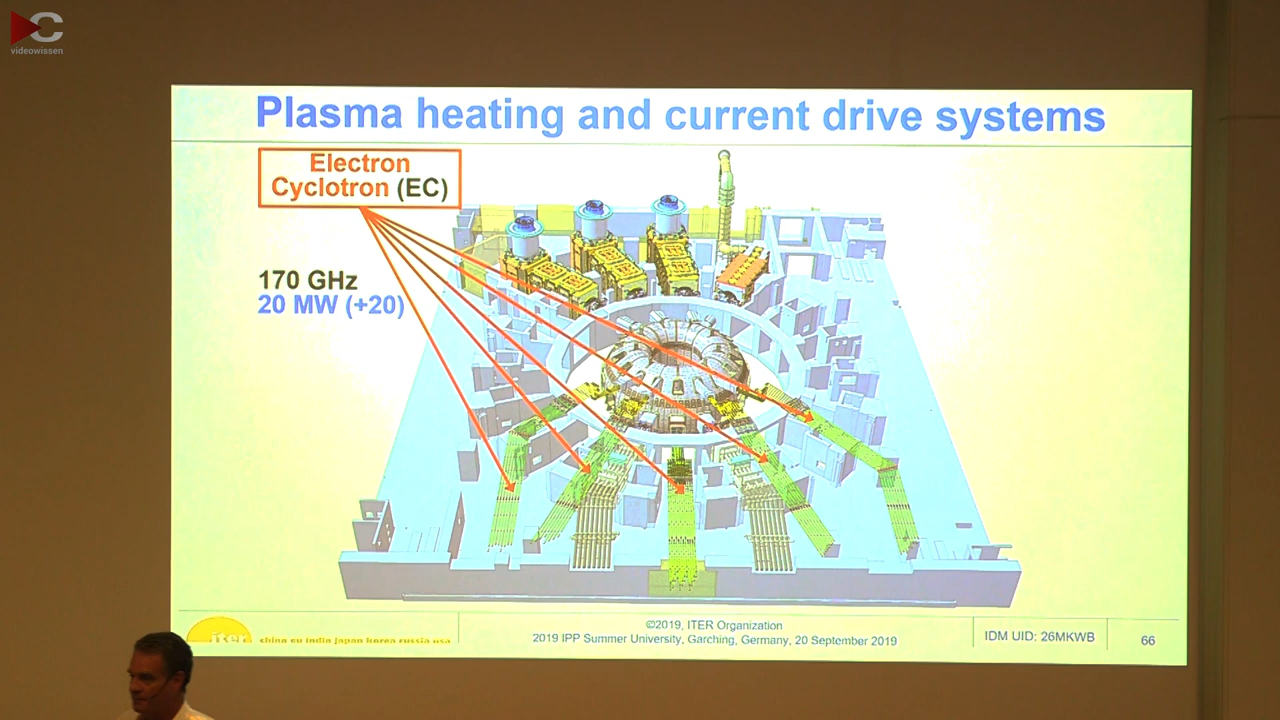 C
videowissen
Plasma heating and current drive systems
Electron
Cyclotron (EC)
170 GHz
20 MW (+20)
iter
china eu india japan korea russia usa
©2019, ITER Organization
2019 IPP Summer University, Garching, Germany, 20 September 2019
IDM UID: 26MKWB
66